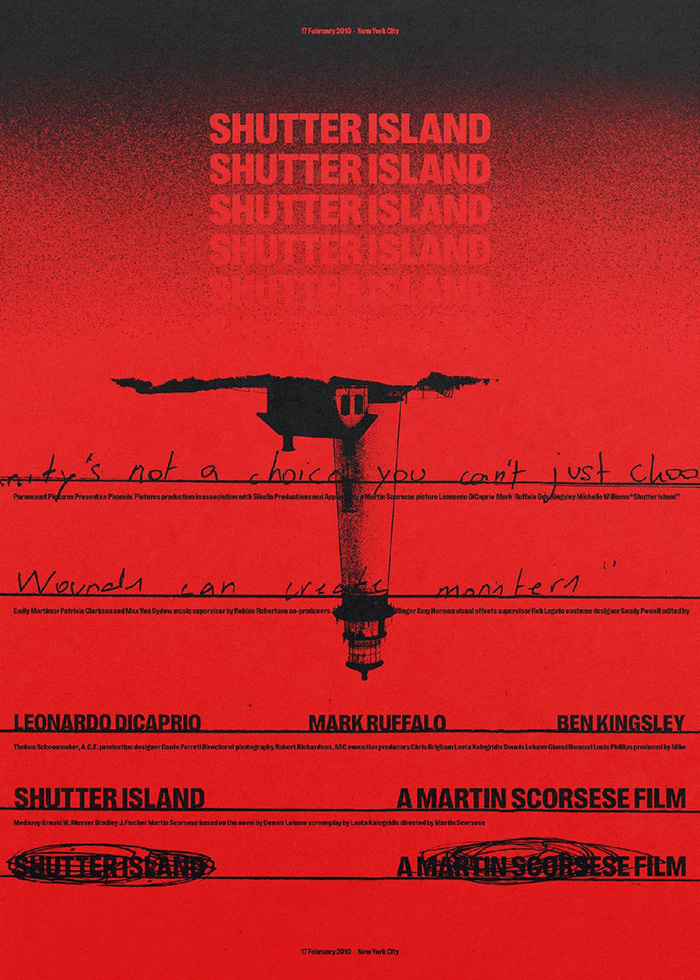 17 February 2010 - New York City
SHUTTER ISLAND
SHUTTER ISLAND
SHUTTER ISLAND
SHUTTER ISLAND
SHUTTER ISLAND
nity's not a choice you can't just choo
Paramount Pictures Presents a Phoenix Pictures production in association with Sikelia Productions and a Martin Scorsese picture Leonardo DiCaprio Mark Ruffalo Ben Kingsley Michelle Williams "Shutter Island"
Wounds can create monsters "
Emily Mortimer Patricia Clarkson and Max Von Sydow music supervisor by Robbie Robertson co-producers Amy Herman visual effects supervisor Rob Legato costume designer Sandy Powell edited by
LEONARDO DICAPRIO MARK RUFFALO BEN KINGSLEY
Thelma Schoonmaker, A.C.E. production designer Dante Ferreti Director of photography Robert Richardson, ASC executive producers Chris Brigham Laeta Kalogridis Dennis Lehane Gianni Nunnari Louis Phillips produced by Mike
SHUTTER ISLAND A MARTIN SCORSESE FILM
Medavoy Arnold W. Messer Bradley J. Fischer Martin Scorsese based on the novel by Dennis Lehane screenplay by Laeta Kalogridis directed by Martin Scorsese
SHUTTER ISLAND A MARTIN SCORSESE FILM
17 February 2010 - New York City